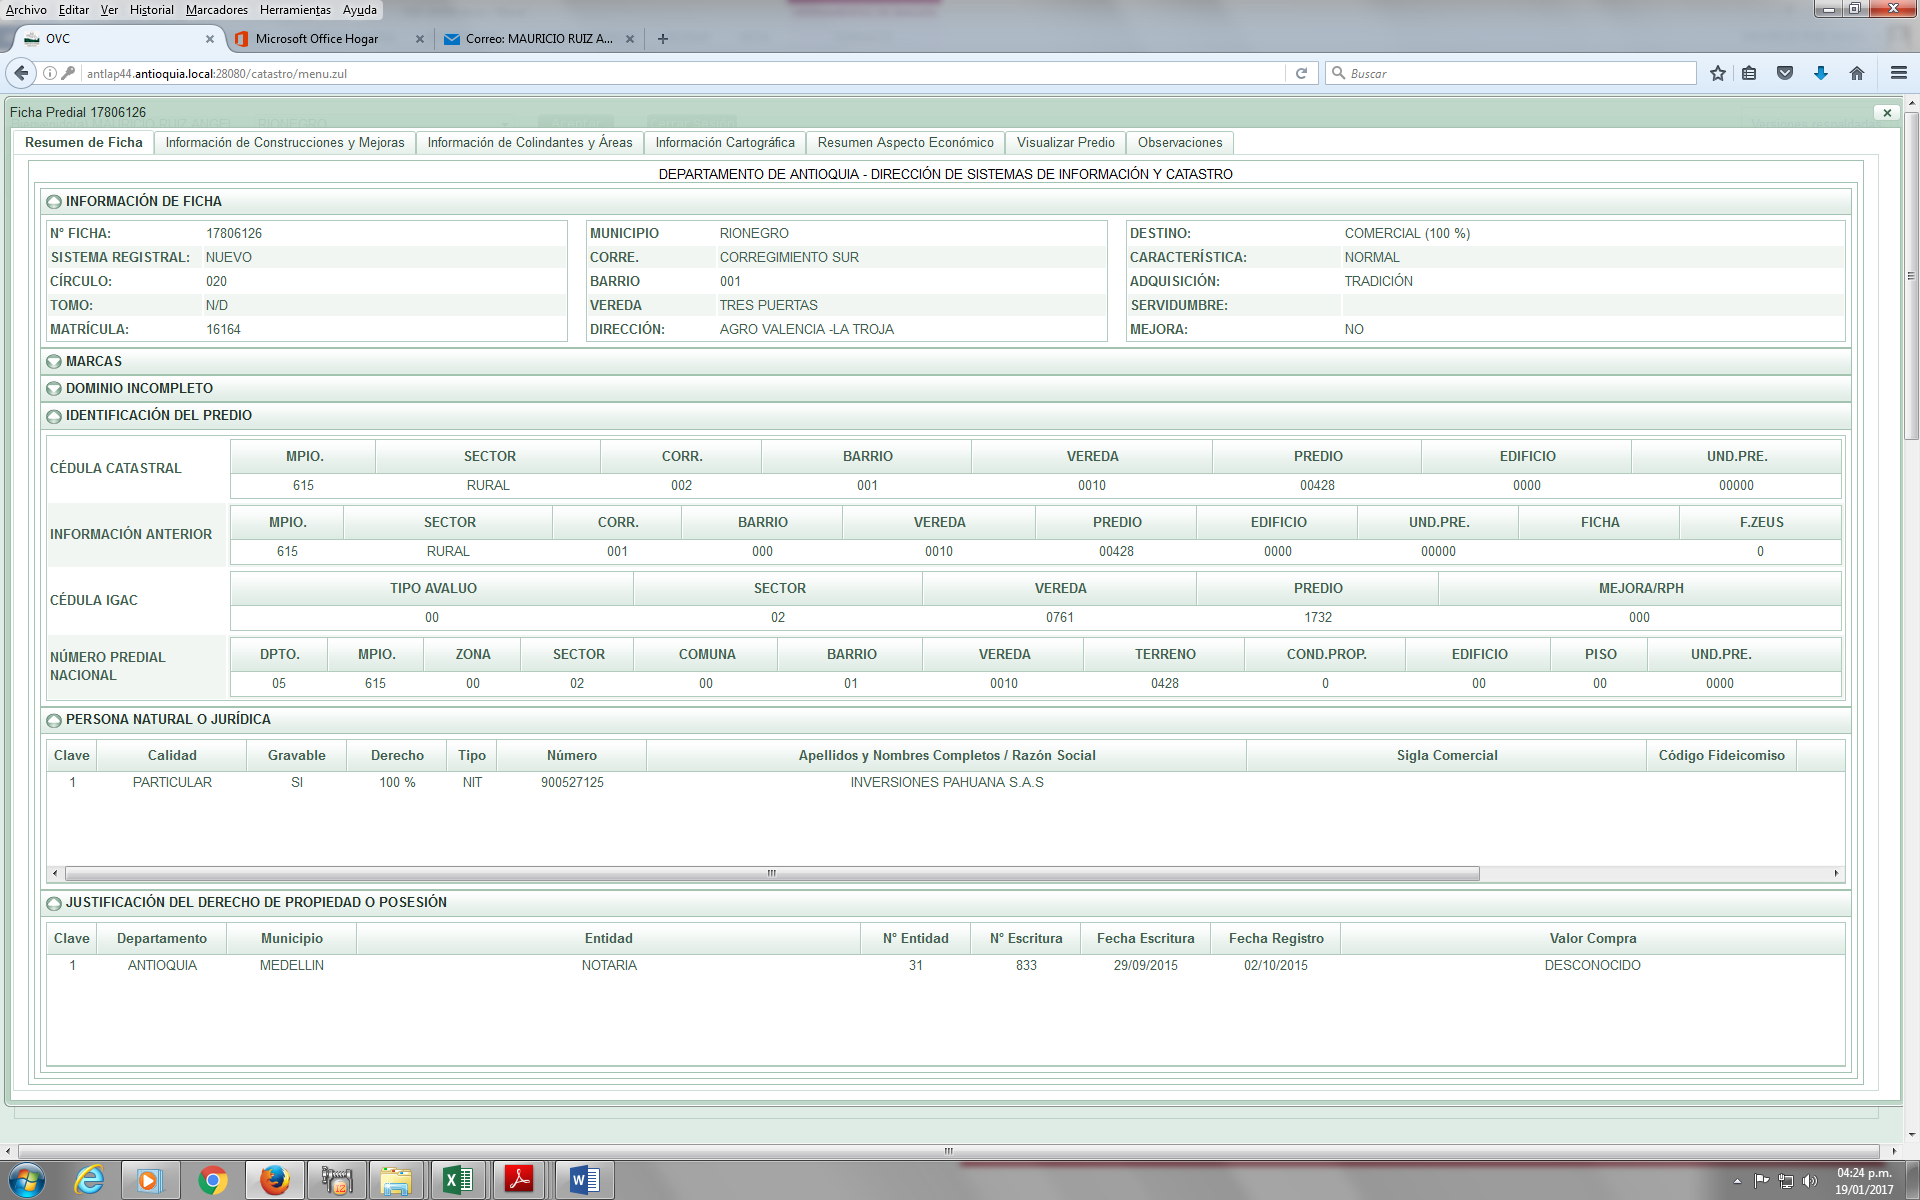 Archivo Editar Ver Historial Marcadores Herramientas Ayuda
OVC Microsoft Office Hogar Correo: MAURICIO RUIZ A...
antlap44.antioquia.local:28080/catastro/menu.zul Buscar
Ficha Predial 17806126
Resumen de Ficha Información de Construcciones y Mejoras Información de Colindantes y Áreas Información Cartográfica Resumen Aspecto Económico Visualizar Predio Observaciones
DEPARTAMENTO DE ANTIOQUIA - DIRECCIÓN DE SISTEMAS DE INFORMACIÓN Y CATASTRO
INFORMACIÓN DE FICHA
N° FICHA: 17806126 MUNICIPIO RIONEGRO DESTINO: COMERCIAL (100 %)
SISTEMA REGISTRAL: NUEVO CORRE. CORREGIMIENTO SUR CARACTERÍSTICA: NORMAL
CÍRCULO: 020 BARRIO 001 ADQUISICIÓN: TRADICIÓN
TOMO: N/D VEREDA TRES PUERTAS SERVIDUMBRE:
MATRÍCULA: 16164 DIRECCIÓN: AGRO VALENCIA -LA TROJA MEJORA: NO
MARCAS
DOMINIO INCOMPLETO
IDENTIFICACIÓN DEL PREDIO
CÉDULA CATASTRAL
MPIO. SECTOR CORR. BARRIO VEREDA PREDIO EDIFICIO UND.PRE.
615 RURAL 002 001 0010 00428 0000 00000
INFORMACIÓN ANTERIOR
MPIO. SECTOR CORR. BARRIO VEREDA PREDIO EDIFICIO UND.PRE. FICHA F.ZEUS
615 RURAL 001 000 0010 00428 0000 00000 0
CÉDULA IGAC
TIPO AVALUO SECTOR VEREDA PREDIO MEJORA/RPH
00 02 0761 1732 000
NÚMERO PREDIAL
NACIONAL
DPTO. MPIO. ZONA SECTOR COMUNA BARRIO VEREDA TERRENO COND.PROP. EDIFICIO PISO UND.PRE.
05 615 00 02 00 01 0010 0428 0 00 00 0000
PERSONA NATURAL O JURÍDICA
Clave Calidad Gravable Derecho Tipo Número Apellidos y Nombres Completos / Razón Social Sigla Comercial Código Fideicomiso
1 PARTICULAR SI 100 % NIT 900527125 INVERSIONES PAHUANA S.A.S
JUSTIFICACIÓN DEL DERECHO DE PROPIEDAD O POSESIÓN
Clave Departamento Municipio Entidad N° Entidad N° Escritura Fecha Escritura Fecha Registro Valor Compra
1 ANTIOQUIA MEDELLIN NOTARIA 31 833 29/09/2015 02/10/2015 DESCONOCIDO
04:24 p.m.
19/01/2017